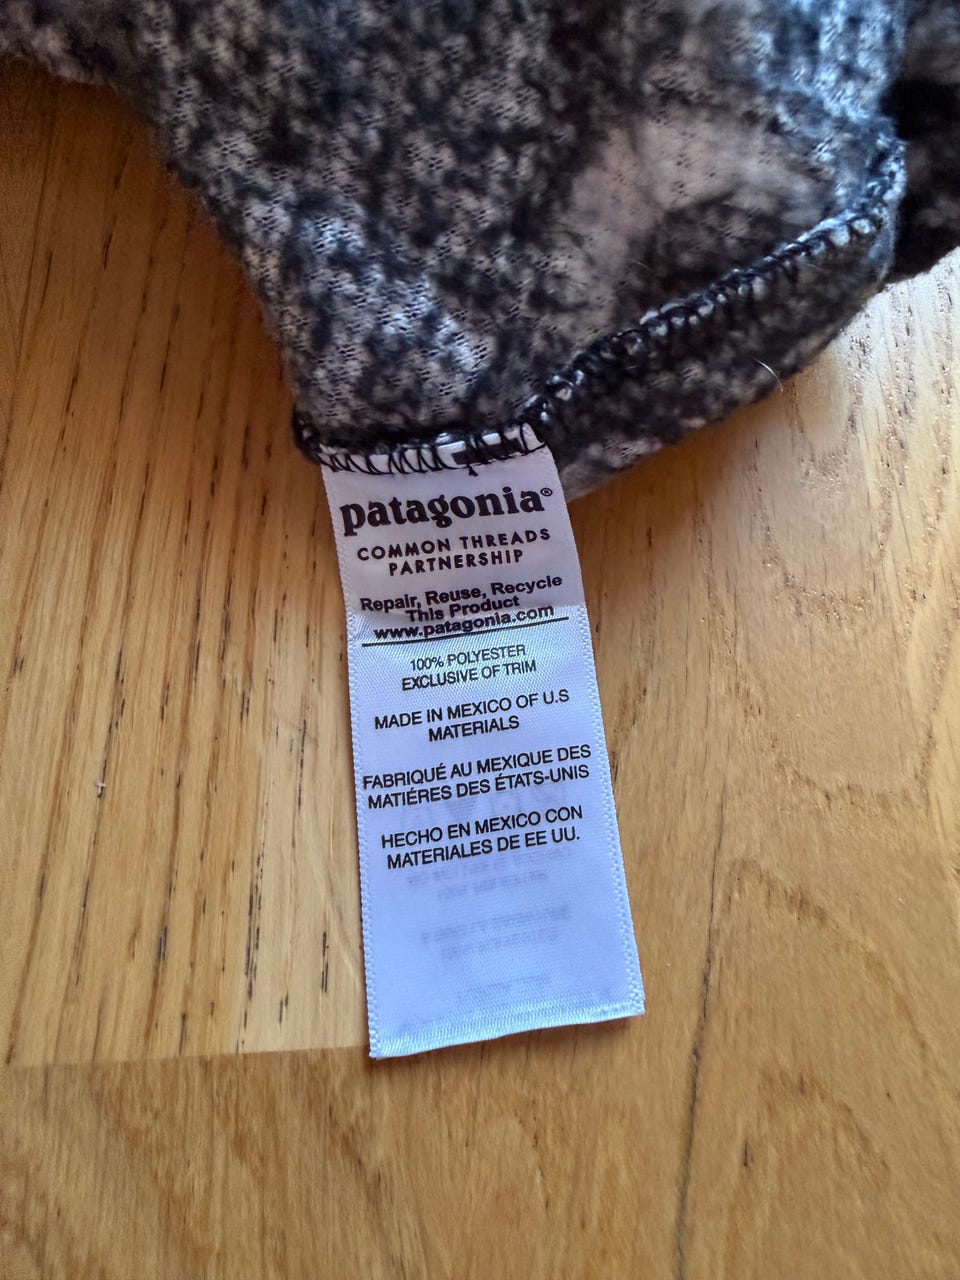 patagonia®
COMMON THREADS
PARTNERSHIP
Repair, Reuse, Recycle
This Product
www.patagonia.com
100% POLYESTER
EXCLUSIVE OF TRIM
MADE IN MEXICO OF U.S
MATERIALS
FABRIQUÉ AU MEXIQUE DES
MATIÉRES DES ÉTATS-UNIS
HECHO EN MEXICO CON
MATERIALES DE EE UU.